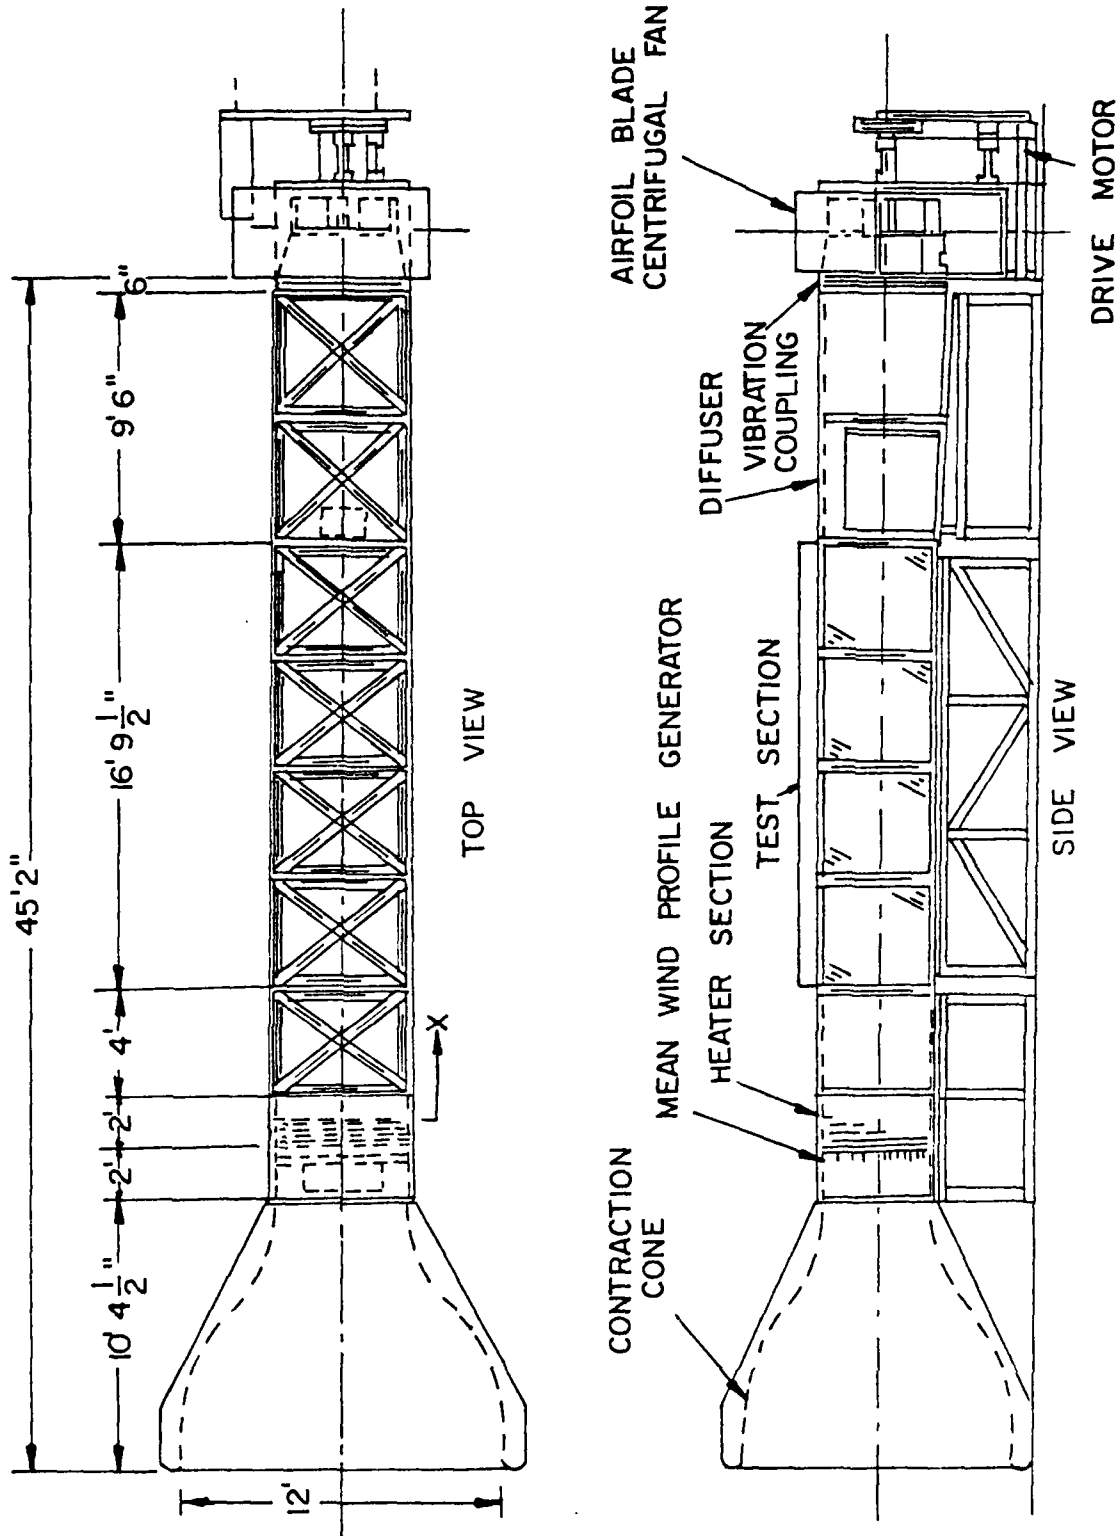 45'2"
10' 4 1/2"
2'
2'
4'
16' 9 1/2"
9'6"
6"
12'
X
TOP VIEW
CONTRACTION
CONE
MEAN WIND PROFILE GENERATOR
HEATER SECTION
TEST SECTION
DIFFUSER
VIBRATION
COUPLING
AIRFOIL BLADE
CENTRIFUGAL FAN
DRIVE MOTOR
SIDE VIEW